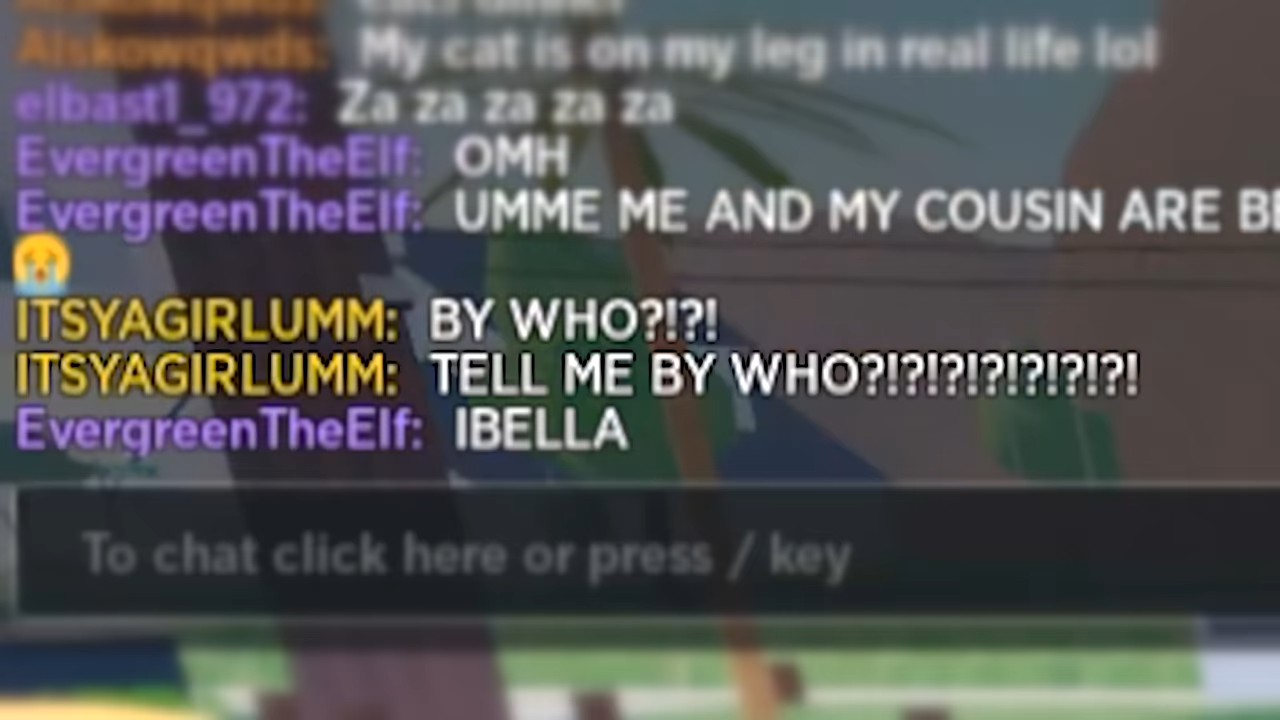 Alskowqwds: My cat is on my leg in real life lol
elbast1_972: Za za za za za
EvergreenTheElf: OMH
EvergreenTheElf: UMME ME AND MY COUSIN ARE
😭
ITSYAGIRLUMM: BY WHO?!?!
ITSYAGIRLUMM: TELL ME BY WHO?!?!?!?!?!?!?!?!
EvergreenTheElf: IBELLA
To chat click here or press / key